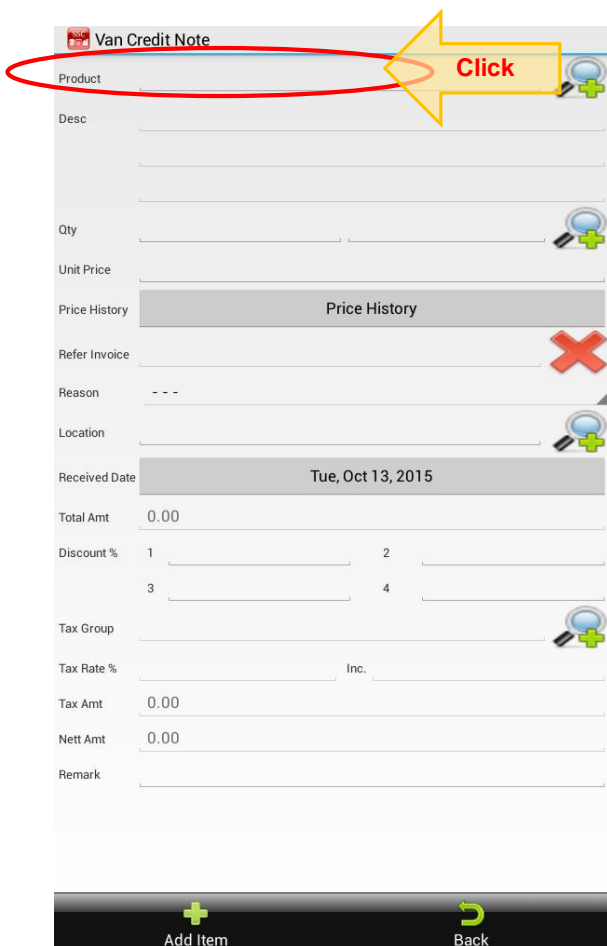 SSC
Van Credit Note
Click
Product
Desc
Qty
Unit Price
Price History Price History
Refer Invoice
Reason - - -
Location
Received Date Tue, Oct 13, 2015
Total Amt 0.00
Discount % 1 2
3 4
Tax Group
Tax Rate % Inc.
Tax Amt 0.00
Nett Amt 0.00
Remark
Add Item Back